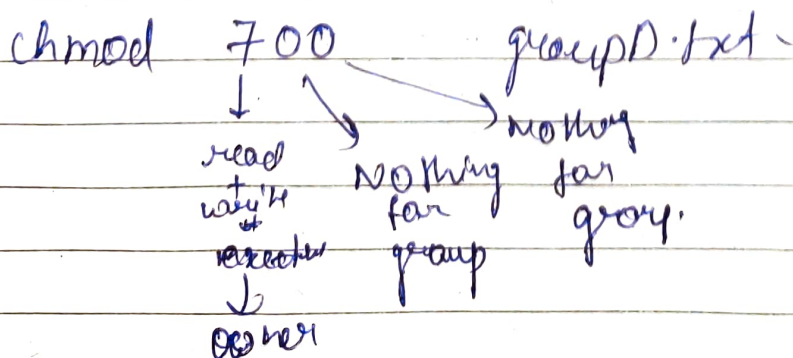 chmod 700 groupD.txt
read
+
write
+
execute
owner
Nothing
for
group
Nothing
for
group.